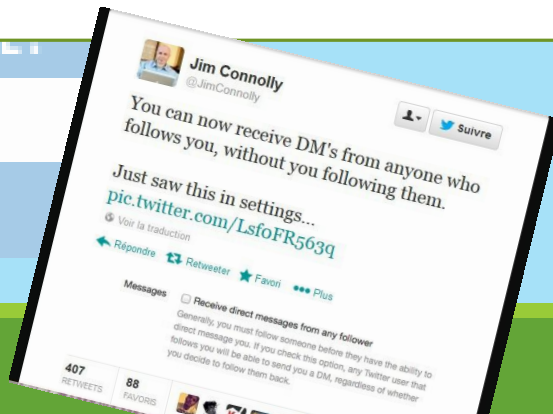 Jim Connolly
@JimConnolly
Suivre
You can now receive DM's from anyone who
follows you, without you following them.
Just saw this in settings...
pic.twitter.com/LsfoFR563q
Voir la traduction
Répondre Retweeter Favori Plus
Messages
Receive direct messages from any follower
Generally, you must follow someone before they have the ability to
direct message you. If you check this option, any Twitter user that
follows you will be able to send you a DM, regardless of whether
you decide to follow them back.
407 88
RETWEETS FAVORIS